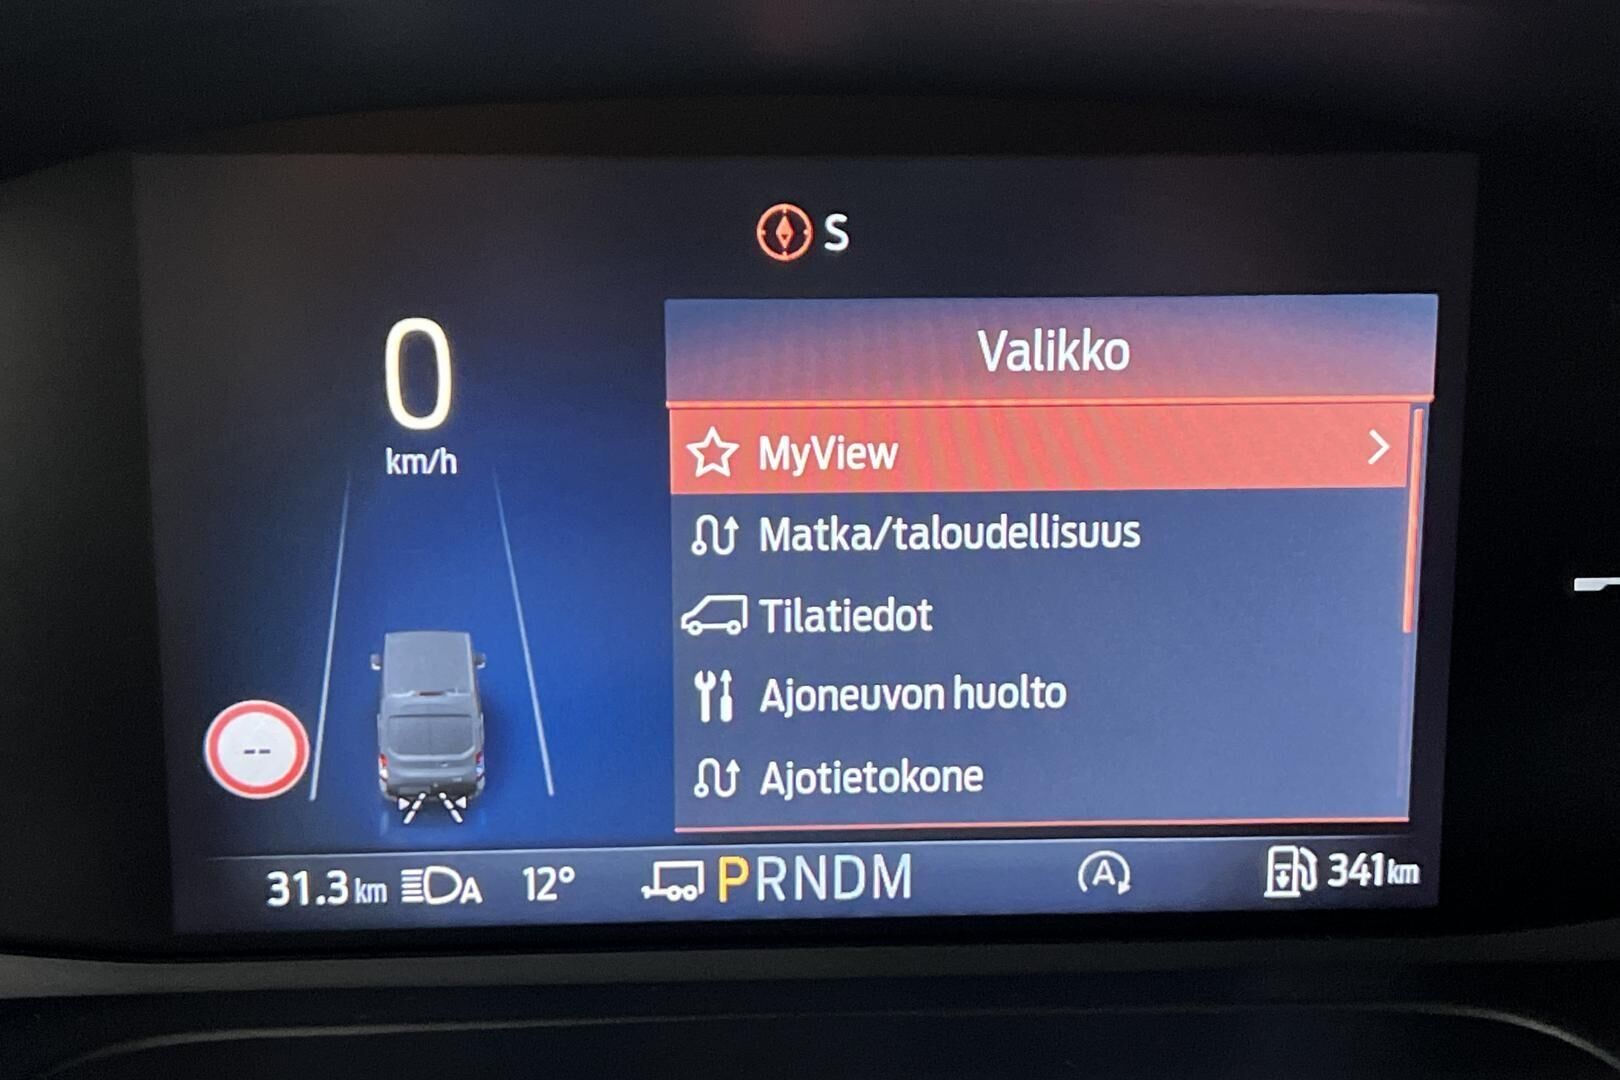 S
0
km/h
Valikko
MyView
Matka/taloudellisuus
Tilatiedot
Ajoneuvon huolto
Ajotietokone
--
31.3 km A 12° PRNDM A 341 km